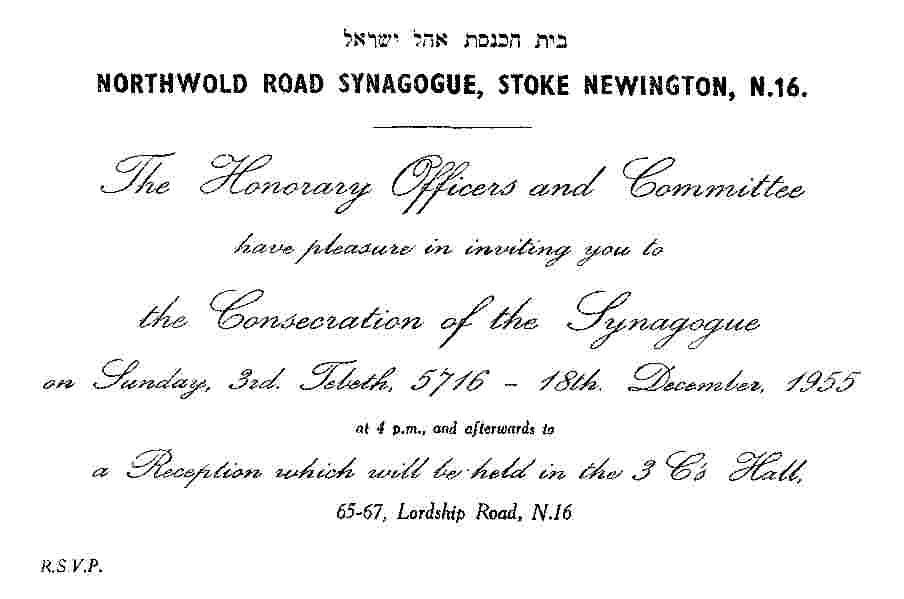 בית הכנסת אהל ישראל
NORTHWOLD ROAD SYNAGOGUE, STOKE NEWINGTON, N.16.
The Honorary Officers and Committee
have pleasure in inviting you to
the Consecration of the Synagogue
on Sunday, 3rd. Tebeth, 5716 - 18th. December, 1955
at 4 p.m., and afterwards to
a Reception which will be held in the 3 C's Hall,
65-67, Lordship Road, N.16
R.S.V.P.